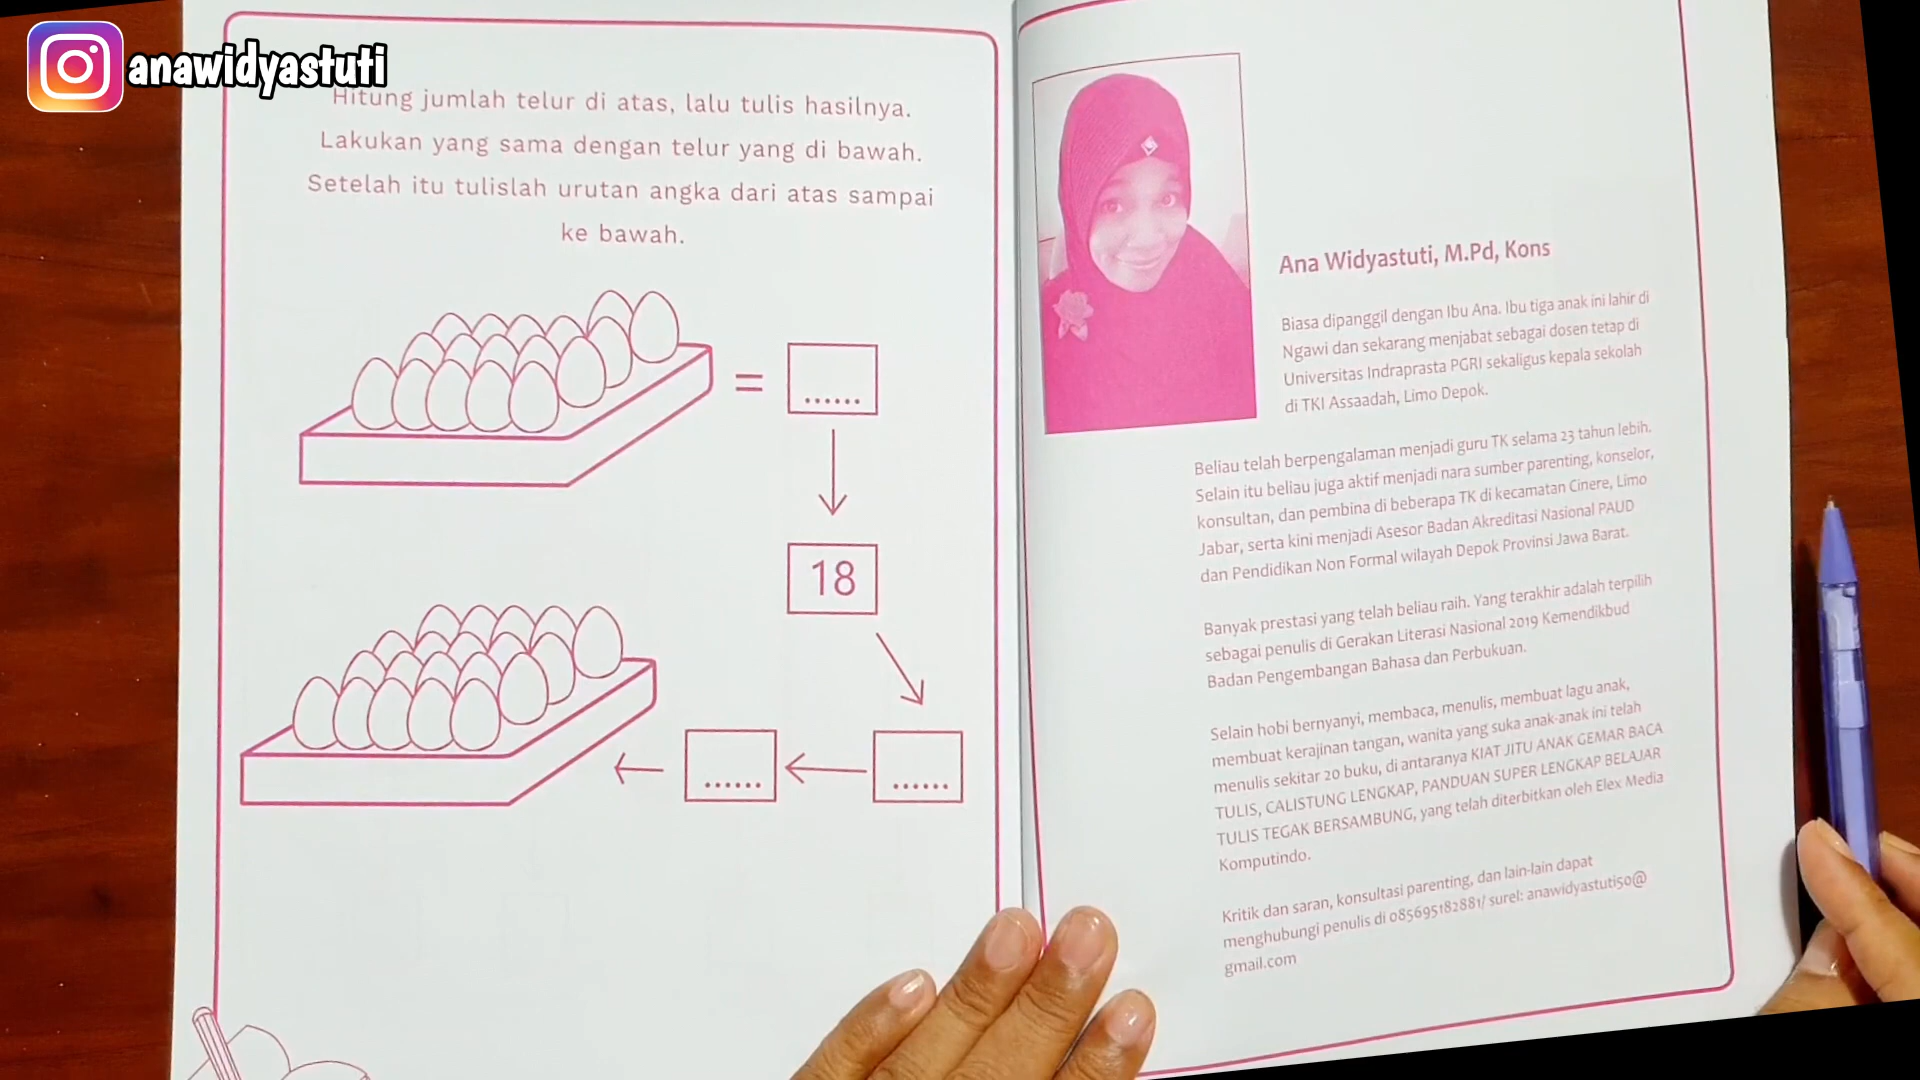 anawidyastuti
Hitung jumlah telur di atas, lalu tulis hasilnya.
Lakukan yang sama dengan telur yang di bawah.
Setelah itu tulislah urutan angka dari atas sampai
ke bawah.
= ......
18
...... ......
Ana Widyastuti, M.Pd, Kons
Biasa dipanggil dengan Ibu Ana. Ibu tiga anak ini lahir di
Ngawi dan sekarang menjabat sebagai dosen tetap di
Universitas Indraprasta PGRI sekaligus kepala sekolah
di TKI Assaadah, Limo Depok.
Beliau telah berpengalaman menjadi guru TK selama 23 tahun lebih.
Selain itu beliau juga aktif menjadi nara sumber parenting, konselor,
konsultan, dan pembina di beberapa TK di kecamatan Cinere, Limo
Jabar, serta kini menjadi Asesor Badan Akreditasi Nasional PAUD
dan Pendidikan Non Formal wilayah Depok Provinsi Jawa Barat.
Banyak prestasi yang telah beliau raih. Yang terakhir adalah terpilih
sebagai penulis di Gerakan Literasi Nasional 2019 Kemendikbud
Badan Pengembangan Bahasa dan Perbukuan.
Selain hobi bernyanyi, membaca, menulis, membuat lagu anak,
membuat kerajinan tangan, wanita yang suka anak-anak ini telah
menulis sekitar 20 buku, di antaranya KIAT JITU ANAK GEMAR BACA
TULIS, CALISTUNG LENGKAP, PANDUAN SUPER LENGKAP BELAJAR
TULIS TEGAK BERSAMBUNG, yang telah diterbitkan oleh Elex Media
Komputindo.
Kritik dan saran, konsultasi parenting, dan lain-lain dapat
menghubungi penulis di 085695182881/ surel: anawidyastuti50@
gmail.com